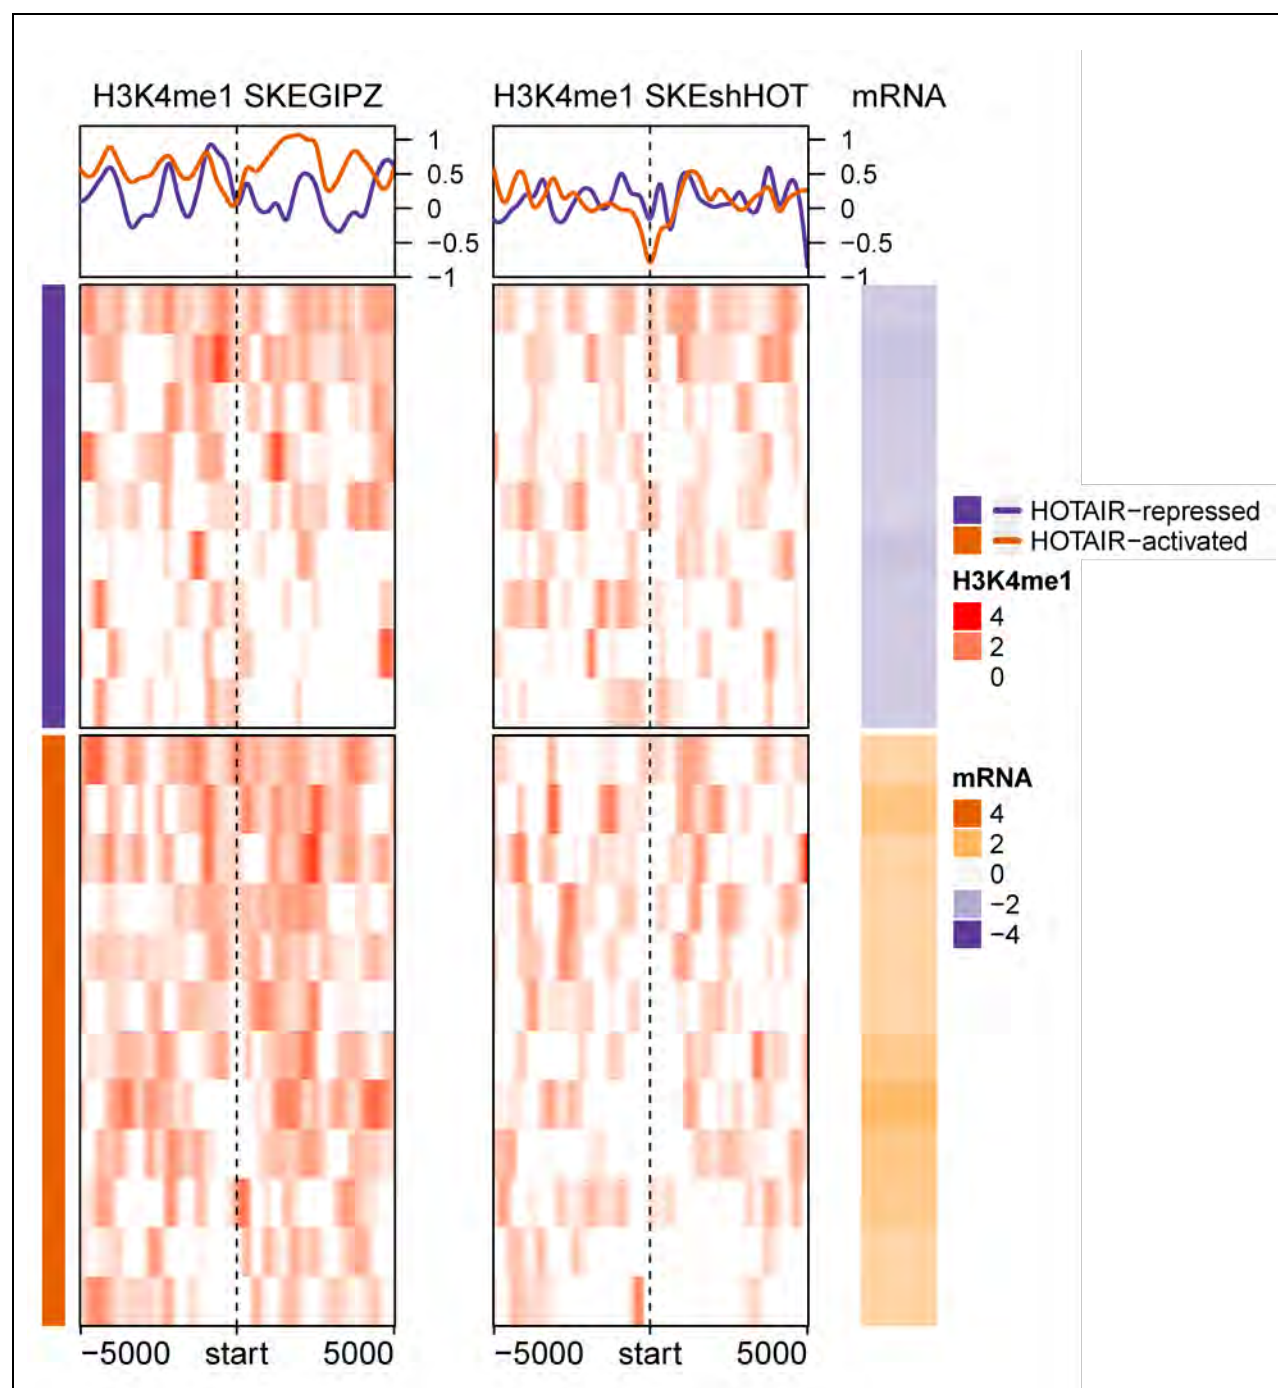 H3K4me1 SKEGIPZ
H3K4me1 SKEshHOT
mRNA
1
0.5
0
−0.5
−1
1
0.5
0
−0.5
−1
HOTAIR−repressed
HOTAIR−activated
H3K4me1
4
2
0
mRNA
4
2
0
−2
−4
−5000 start 5000
−5000 start 5000